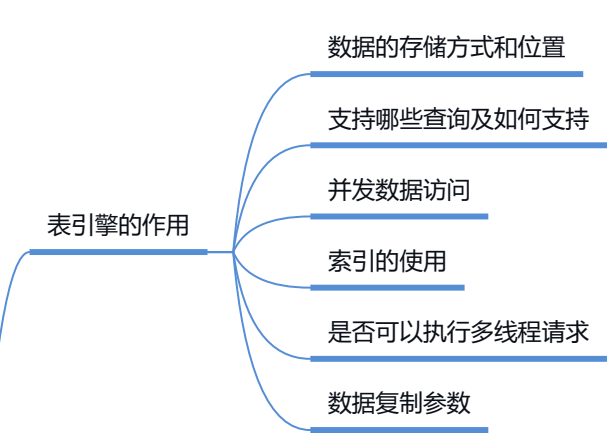 数据的存储方式和位置
支持哪些查询及如何支持
并发数据访问
表引擎的作用
索引的使用
是否可以执行多线程请求
数据复制参数